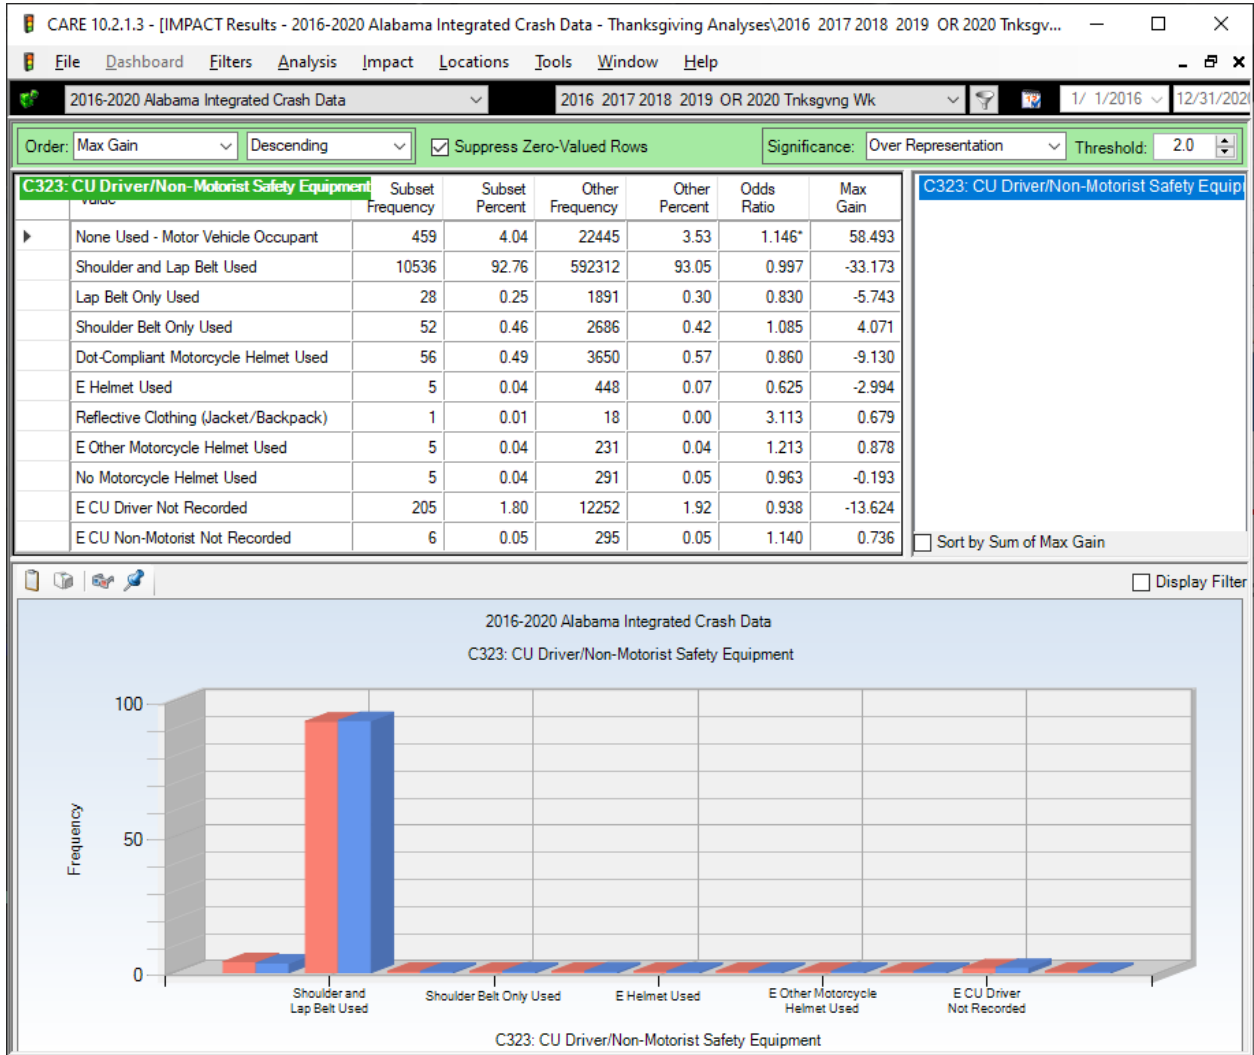 CARE 10.2.1.3 - [IMPACT Results - 2016-2020 Alabama Integrated Crash Data - Thanksgiving Analyses\2016 2017 2018 2019 OR 2020 Tnksgv...
File Dashboard Filters Analysis Impact Locations Tools Window Help
2016-2020 Alabama Integrated Crash Data 2016 2017 2018 2019 OR 2020 Tnksgvng Wk 1/ 1/2016 12/31/202
Order: Max Gain Descending Suppress Zero-Valued Rows Significance: Over Representation Threshold: 2.0
C323: CU Driver/Non-Motorist Safety Equipment Subset Frequency Subset Percent Other Frequency Other Percent Odds Ratio Max Gain
None Used - Motor Vehicle Occupant 459 4.04 22445 3.53 1.146* 58.493
Shoulder and Lap Belt Used 10536 92.76 592312 93.05 0.997 -33.173
Lap Belt Only Used 28 0.25 1891 0.30 0.830 -5.743
Shoulder Belt Only Used 52 0.46 2686 0.42 1.085 4.071
Dot-Compliant Motorcycle Helmet Used 56 0.49 3650 0.57 0.860 -9.130
E Helmet Used 5 0.04 448 0.07 0.625 -2.994
Reflective Clothing (Jacket/Backpack) 1 0.01 18 0.00 3.113 0.679
E Other Motorcycle Helmet Used 5 0.04 231 0.04 1.213 0.878
No Motorcycle Helmet Used 5 0.04 291 0.05 0.963 -0.193
E CU Driver Not Recorded 205 1.80 12252 1.92 0.938 -13.624
E CU Non-Motorist Not Recorded 6 0.05 295 0.05 1.140 0.736
C323: CU Driver/Non-Motorist Safety Equip
Sort by Sum of Max Gain
Display Filter
2016-2020 Alabama Integrated Crash Data
C323: CU Driver/Non-Motorist Safety Equipment
100
50
0
Frequency
Shoulder and
Lap Belt Used
Shoulder Belt Only Used
E Helmet Used
E Other Motorcycle
Helmet Used
E CU Driver
Not Recorded
C323: CU Driver/Non-Motorist Safety Equipment